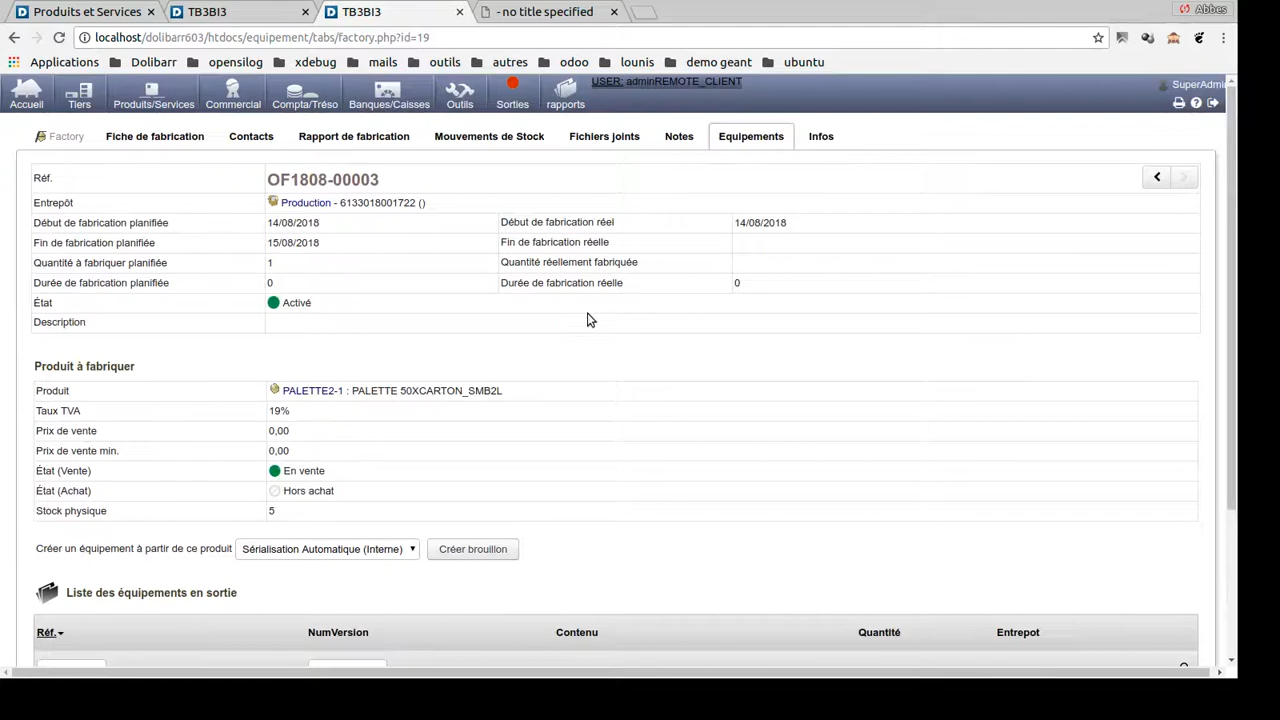 Produits et Services
TB3BI3
TB3BI3
- no title specified
Abbes
localhost/dolibarr603/htdocs/equipement/tabs/factory.php?id=19
Applications Dolibarr opensilog xdebug mails outils autres odoo lounis demo geant ubuntu
USER: adminREMOTE_CLIENT
SuperAdmi
Accueil Tiers Produits/Services Commercial Compta/Tréso Banques/Caisses Outils Sorties rapports
Factory Fiche de fabrication Contacts Rapport de fabrication Mouvements de Stock Fichiers joints Notes Equipements Infos
Réf. OF1808-00003
Entrepôt Production - 6133018001722 ()
Début de fabrication planifiée 14/08/2018 Début de fabrication réel 14/08/2018
Fin de fabrication planifiée 15/08/2018 Fin de fabrication réelle
Quantité à fabriquer planifiée 1 Quantité réellement fabriquée
Durée de fabrication planifiée 0 Durée de fabrication réelle 0
État Activé
Description
Produit à fabriquer
Produit PALETTE2-1 : PALETTE 50XCARTON_SMB2L
Taux TVA 19%
Prix de vente 0,00
Prix de vente min. 0,00
État (Vente) En vente
État (Achat) Hors achat
Stock physique 5
Créer un équipement à partir de ce produit Sérialisation Automatique (Interne) Créer brouillon
Liste des équipements en sortie
Réf. NumVersion Contenu Quantité Entrepot